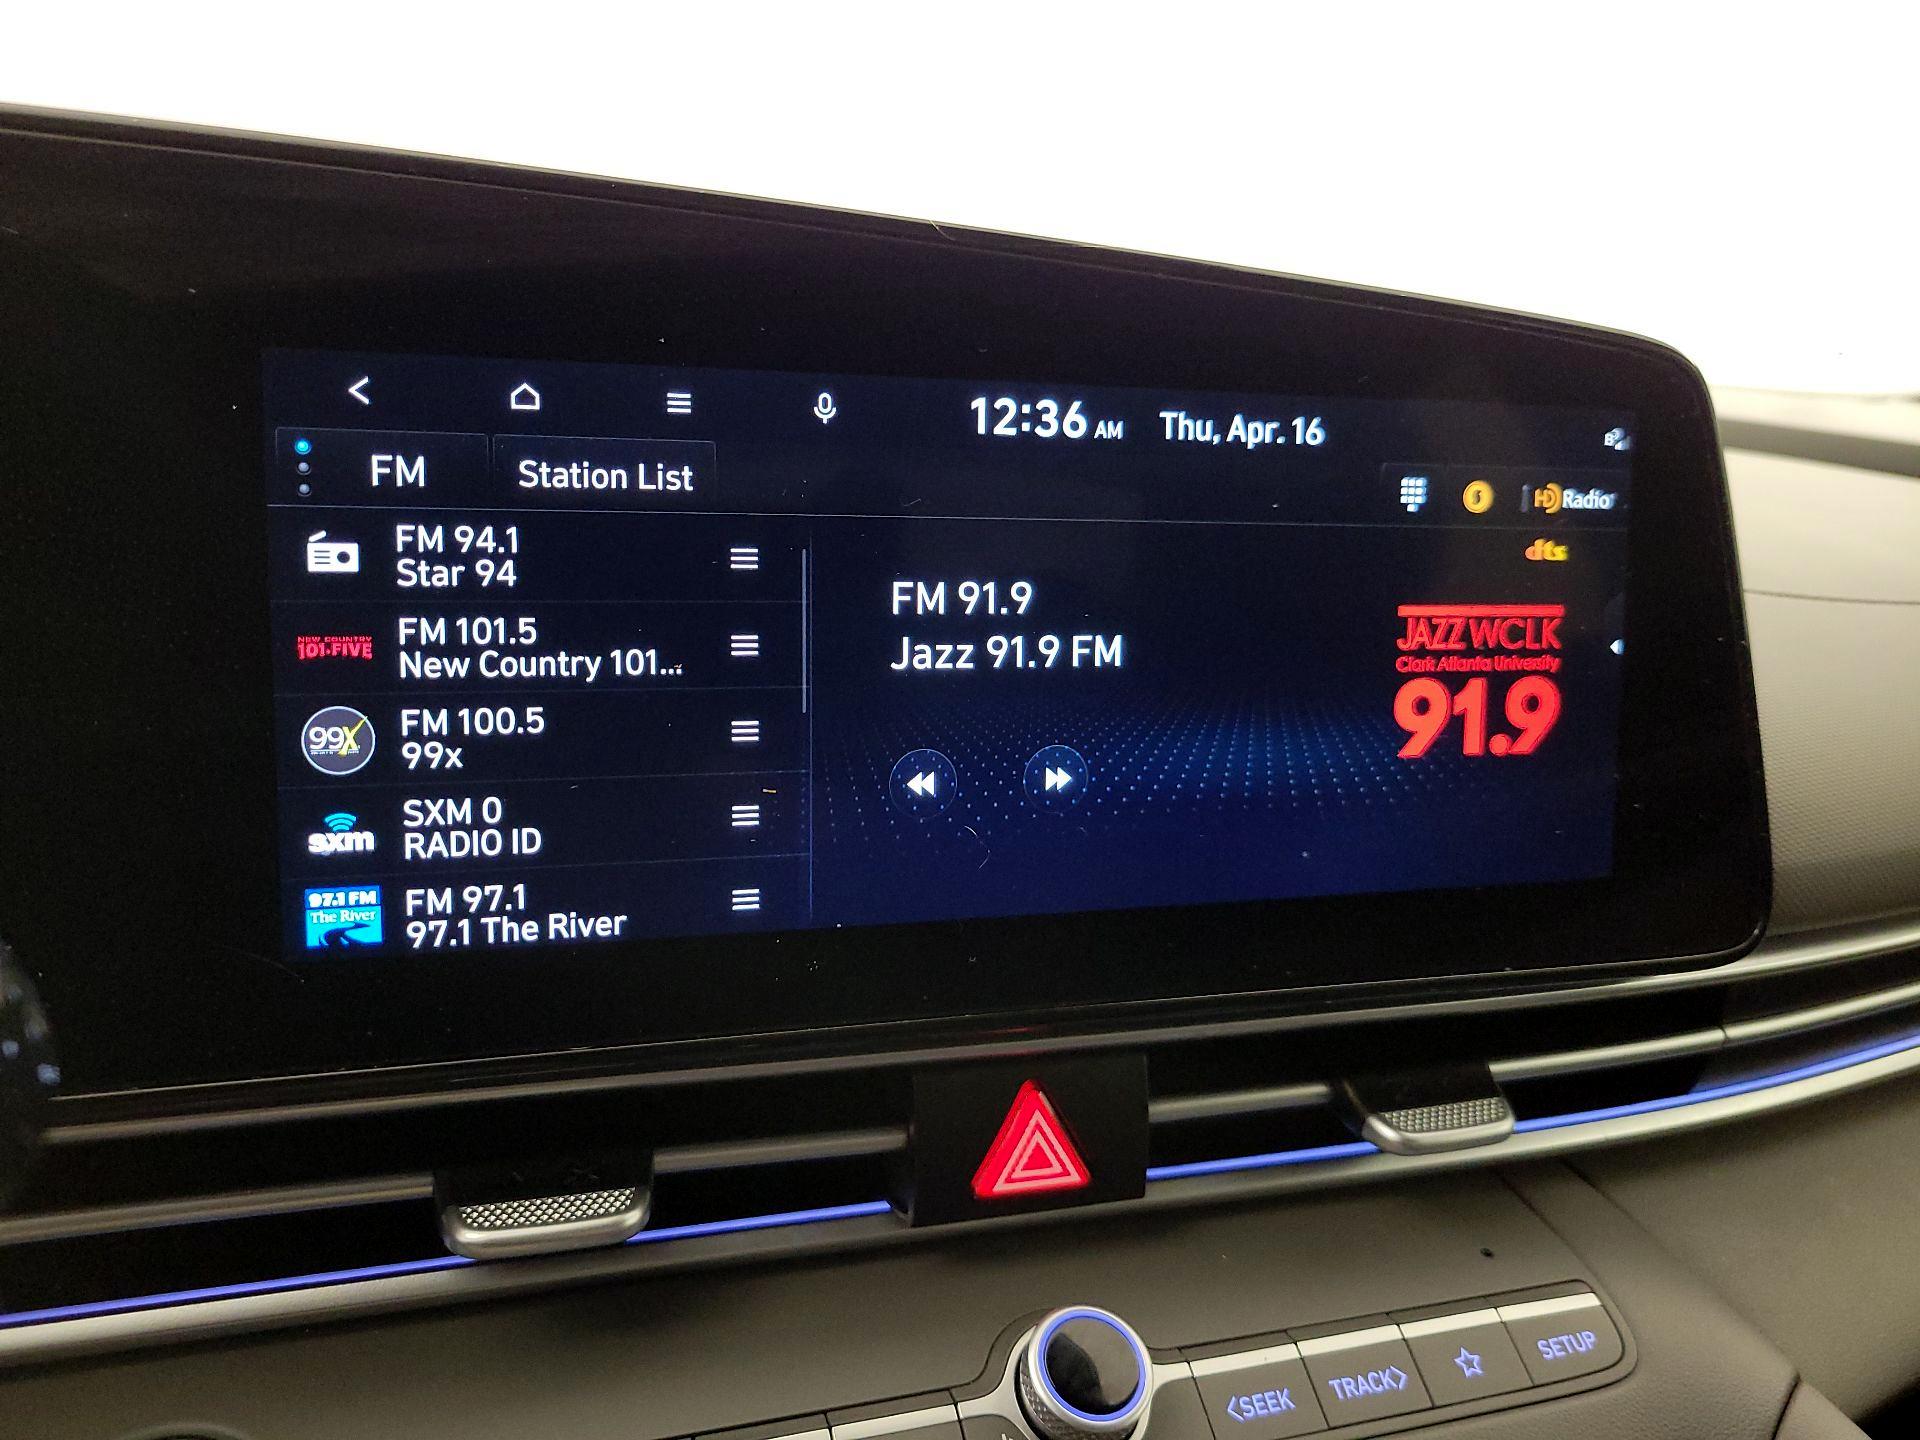 12:36 AM Thu, Apr. 16
FM
Station List
HD Radio
dts
FM 94.1
Star 94
NEW COUNTRY
101·FIVE
FM 101.5
New Country 101...
99X
FM 100.5
99x
sxm
SXM 0
RADIO ID
97.1 FM
The River
FM 97.1
97.1 The River
FM 91.9
Jazz 91.9 FM
JAZZ WCLK
Clark Atlanta University
91.9
<SEEK
TRACK>
SETUP